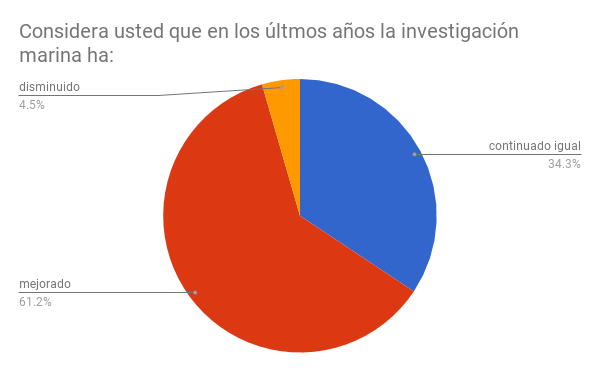 Considera usted que en los últmos años la investigación
marina ha:
disminuido
4.5%
continuado igual
34.3%
mejorado
61.2%